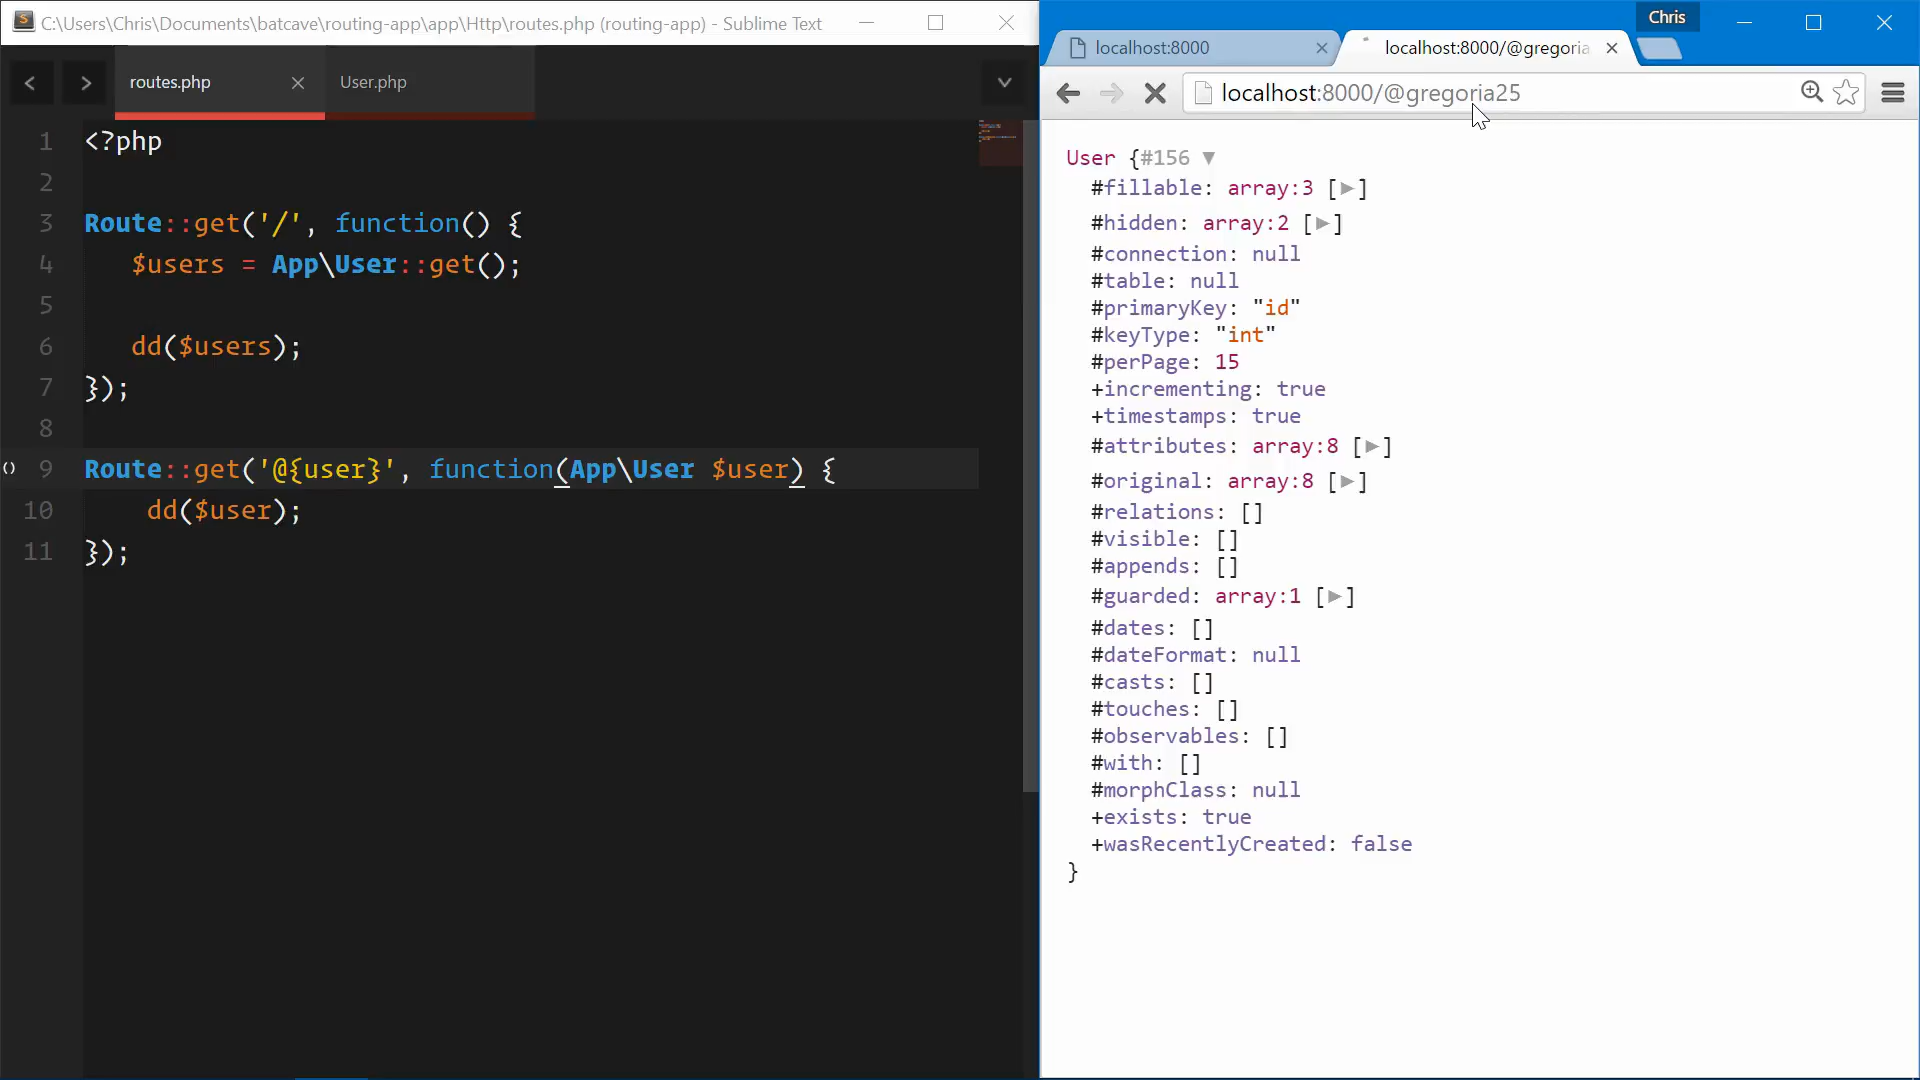 C:\Users\Chris\Documents\batcave\routing-app\app\Http\routes.php (routing-app) - Sublime Text
routes.php
User.php
1 <?php
2
3 Route::get('/', function() {
4 $users = App\User::get();
5
6 dd($users);
7 });
8
9 Route::get('@{user}', function(App\User $user) {
10 dd($user);
11 });
Chris
localhost:8000
localhost:8000/@gregoria
localhost:8000/@gregoria25
User {#156 ▼
#fillable: array:3 [▶]
#hidden: array:2 [▶]
#connection: null
#table: null
#primaryKey: "id"
#keyType: "int"
#perPage: 15
+incrementing: true
+timestamps: true
#attributes: array:8 [▶]
#original: array:8 [▶]
#relations: []
#visible: []
#appends: []
#guarded: array:1 [▶]
#dates: []
#dateFormat: null
#casts: []
#touches: []
#observables: []
#with: []
#morphClass: null
+exists: true
+wasRecentlyCreated: false
}